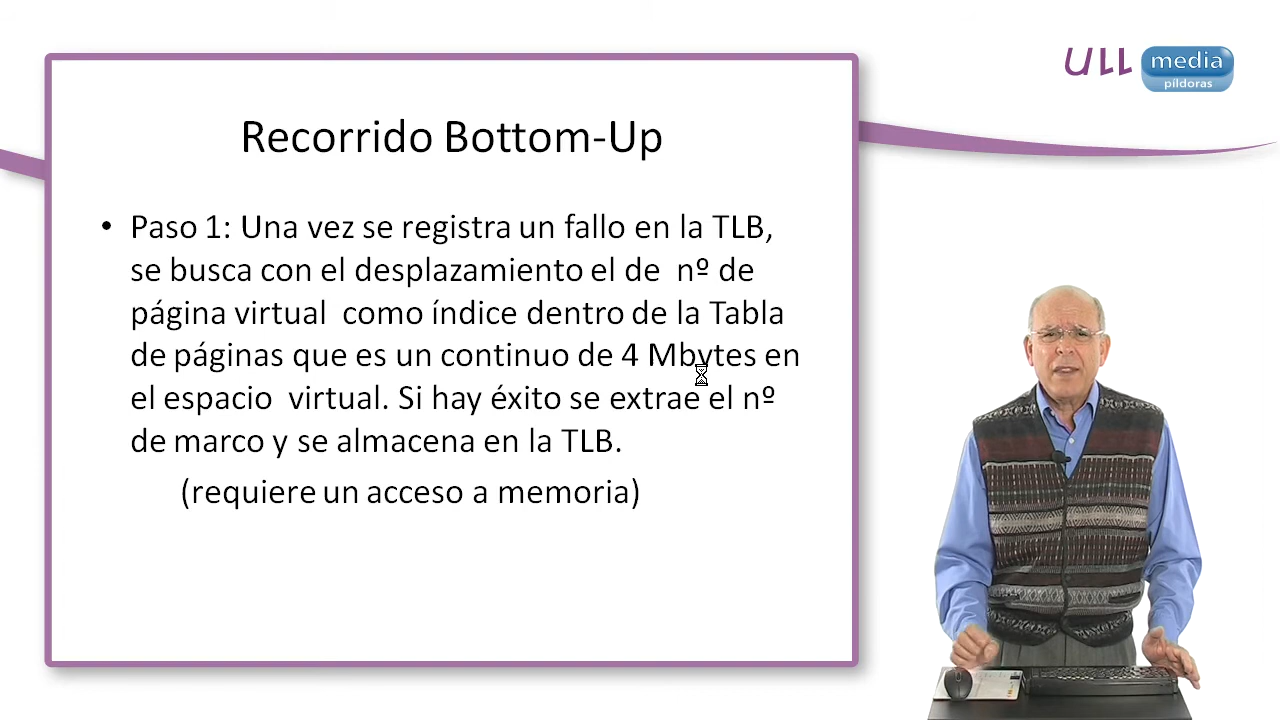 ULL media
píldoras
Recorrido Bottom-Up
• Paso 1: Una vez se registra un fallo en la TLB,
se busca con el desplazamiento el de nº de
página virtual como índice dentro de la Tabla
de páginas que es un continuo de 4 Mbytes en
el espacio virtual. Si hay éxito se extrae el nº
de marco y se almacena en la TLB.
(requiere un acceso a memoria)